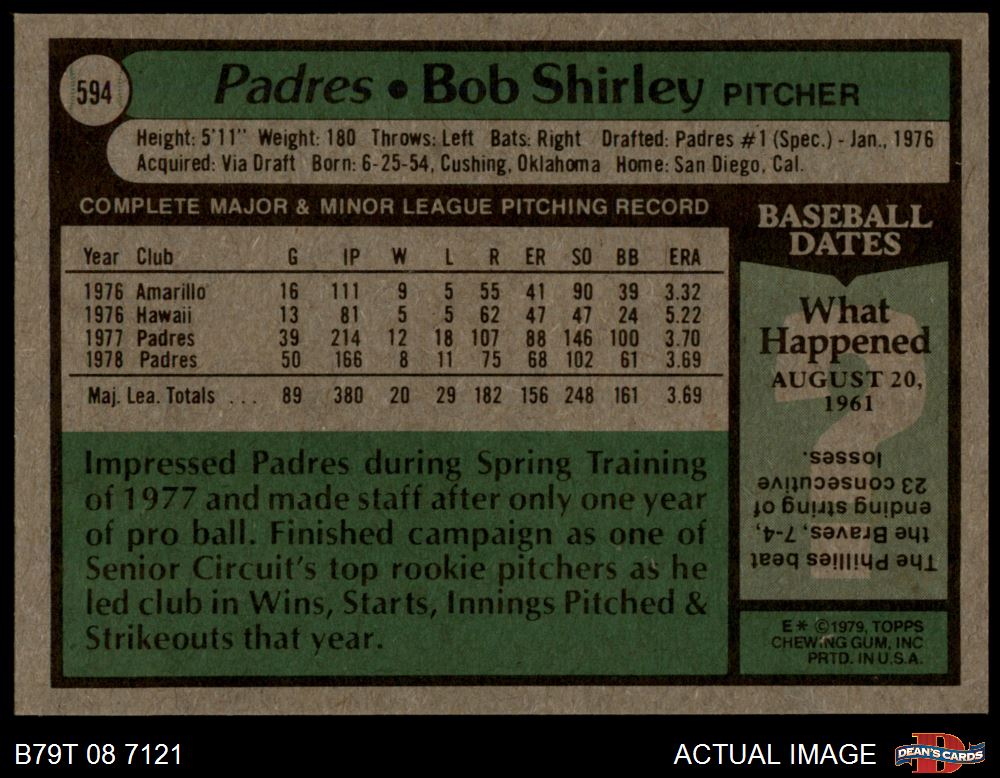 594
Padres • Bob Shirley PITCHER
Height: 5'11" Weight: 180 Throws: Left Bats: Right Drafted: Padres #1 (Spec.) - Jan., 1976
Acquired: Via Draft Born: 6-25-54, Cushing, Oklahoma Home: San Diego, Cal.
COMPLETE MAJOR & MINOR LEAGUE PITCHING RECORD
Year Club G IP W L R ER SO BB ERA
1976 Amarillo 16 111 9 5 55 41 90 39 3.32
1976 Hawaii 13 81 5 5 62 47 47 24 5.22
1977 Padres 39 214 12 18 107 88 146 100 3.70
1978 Padres 50 166 8 11 75 68 102 61 3.69
Maj. Lea. Totals ... 89 380 20 29 182 156 248 161 3.69
Impressed Padres during Spring Training
of 1977 and made staff after only one year
of pro ball. Finished campaign as one of
Senior Circuit's top rookie pitchers as he
led club in Wins, Starts, Innings Pitched &
Strikeouts that year.
BASEBALL
DATES
What
Happened
AUGUST 20,
1961
The Phillies beat
the Braves, 7-4,
ending string of
23 consecutive
losses.
E* ©1979, TOPPS
CHEWING GUM, INC
PRTD. IN U.S.A.
B79T 08 7121
ACTUAL IMAGE
DEAN'S CARDS